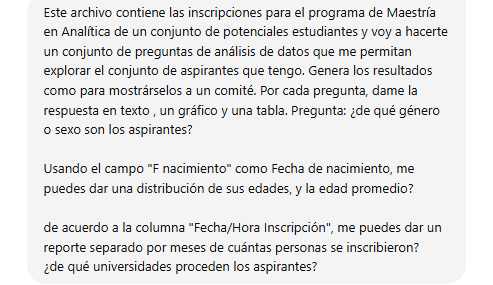 Este archivo contiene las inscripciones para el programa de Maestría
en Analítica de un conjunto de potenciales estudiantes y voy a hacerte
un conjunto de preguntas de análisis de datos que me permitan
explorar el conjunto de aspirantes que tengo. Genera los resultados
como para mostrárselos a un comité. Por cada pregunta, dame la
respuesta en texto , un gráfico y una tabla. Pregunta: ¿de qué género
o sexo son los aspirantes?
Usando el campo "F nacimiento" como Fecha de nacimiento, me
puedes dar una distribución de sus edades, y la edad promedio?
de acuerdo a la columna "Fecha/Hora Inscripción", me puedes dar un
reporte separado por meses de cuántas personas se inscribieron?
¿de qué universidades proceden los aspirantes?